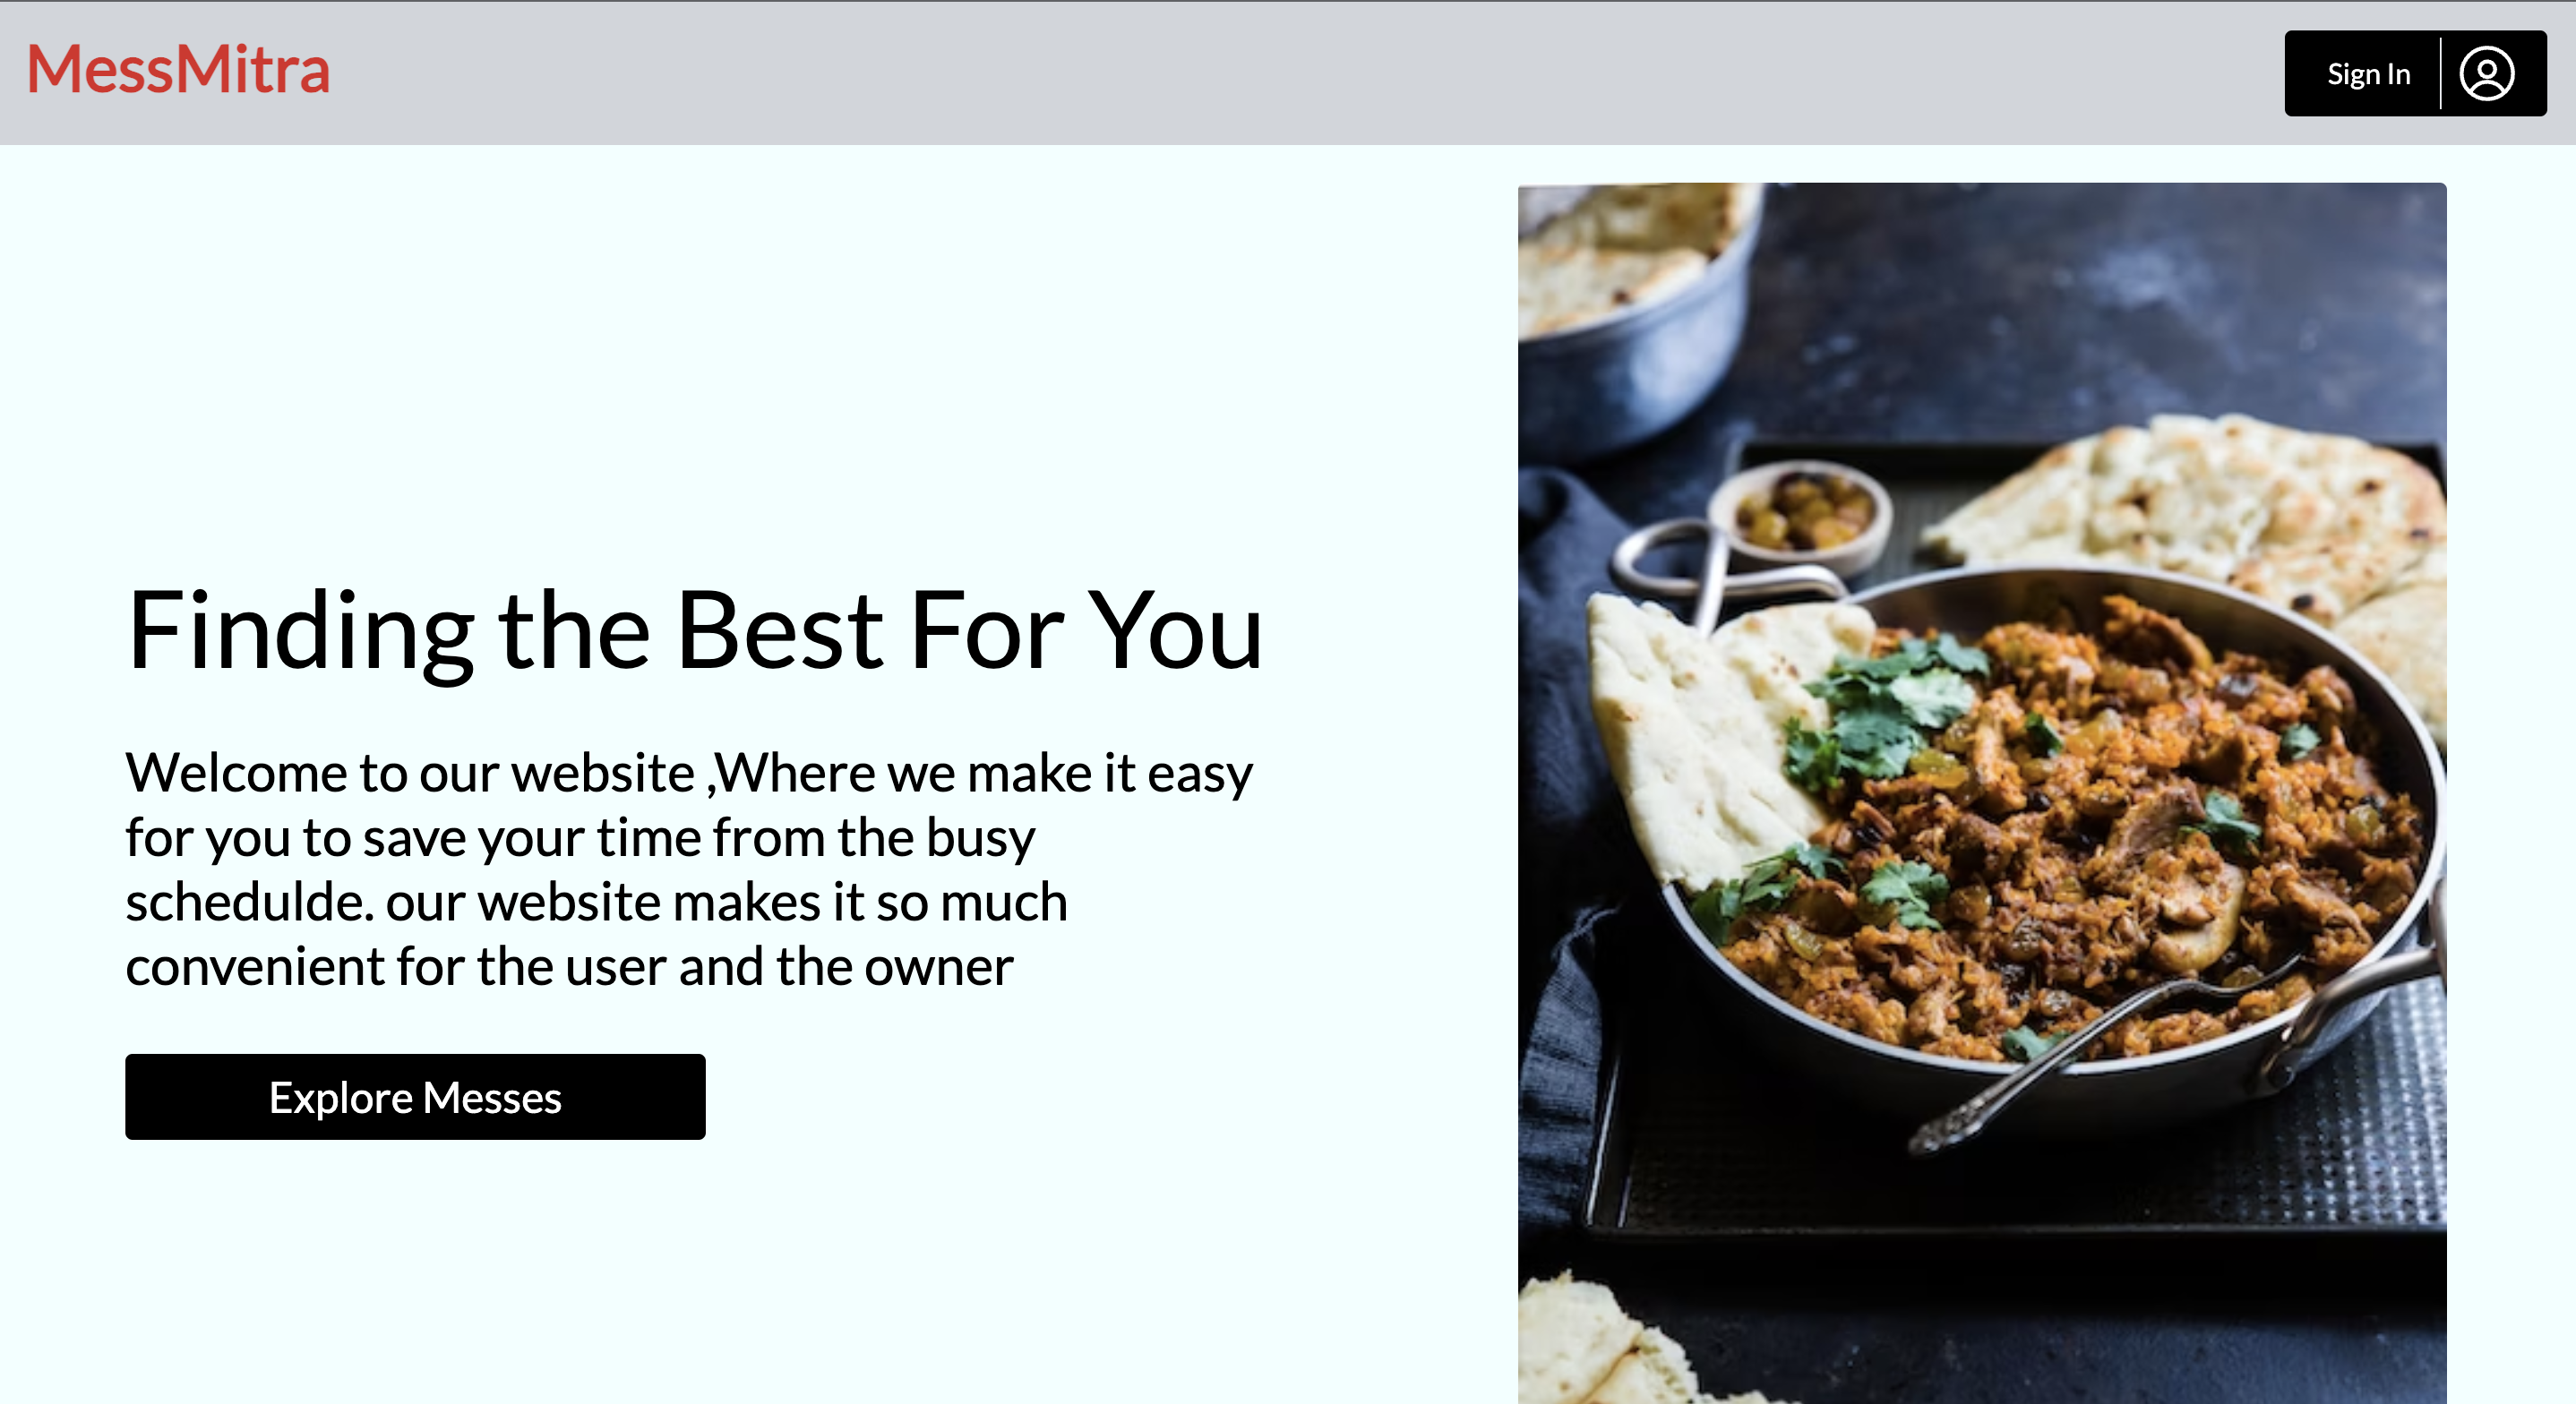 MessMitra
Sign In
Finding the Best For You
Welcome to our website ,Where we make it easy
for you to save your time from the busy
schedulde. our website makes it so much
convenient for the user and the owner
Explore Messes